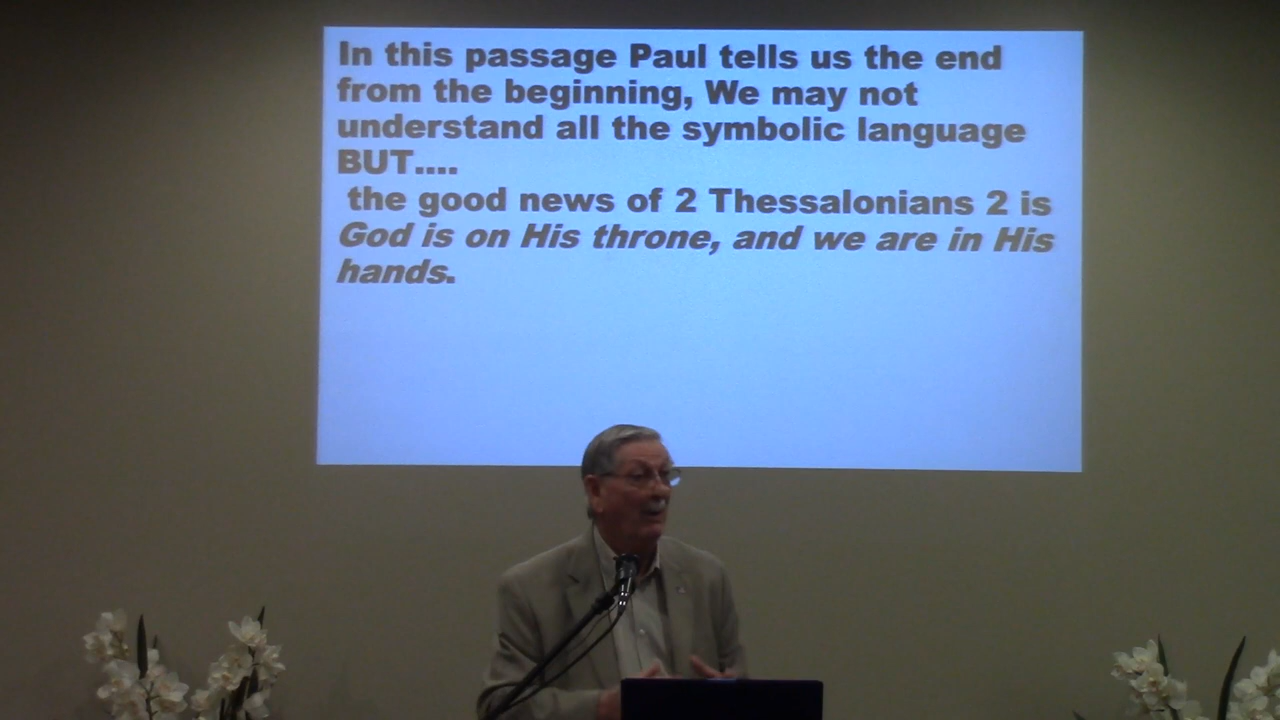 In this passage Paul tells us the end
from the beginning, We may not
understand all the symbolic language
BUT....
the good news of 2 Thessalonians 2 is
God is on His throne, and we are in His
hands.